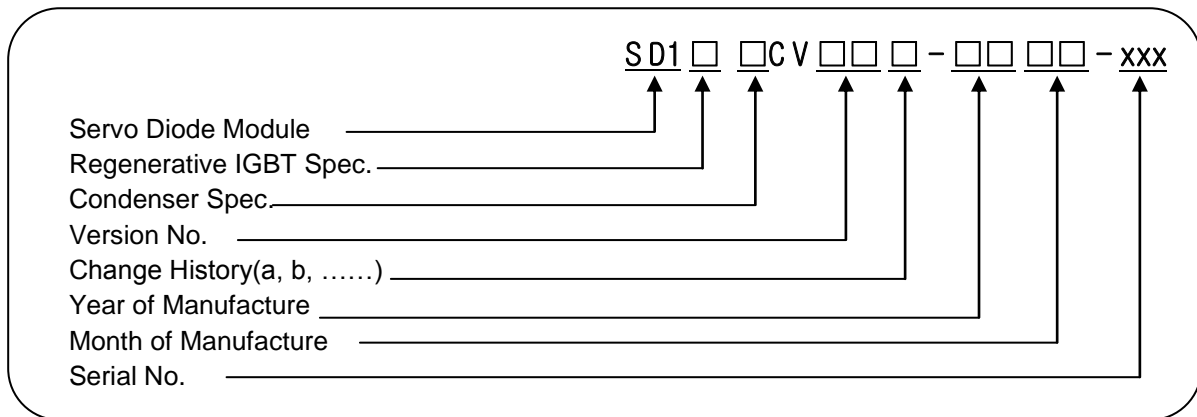 SD1□ □CV□□□-□□□□-xxx
Servo Diode Module
Regenerative IGBT Spec.
Condenser Spec.
Version No.
Change History(a, b, ……)
Year of Manufacture
Month of Manufacture
Serial No.